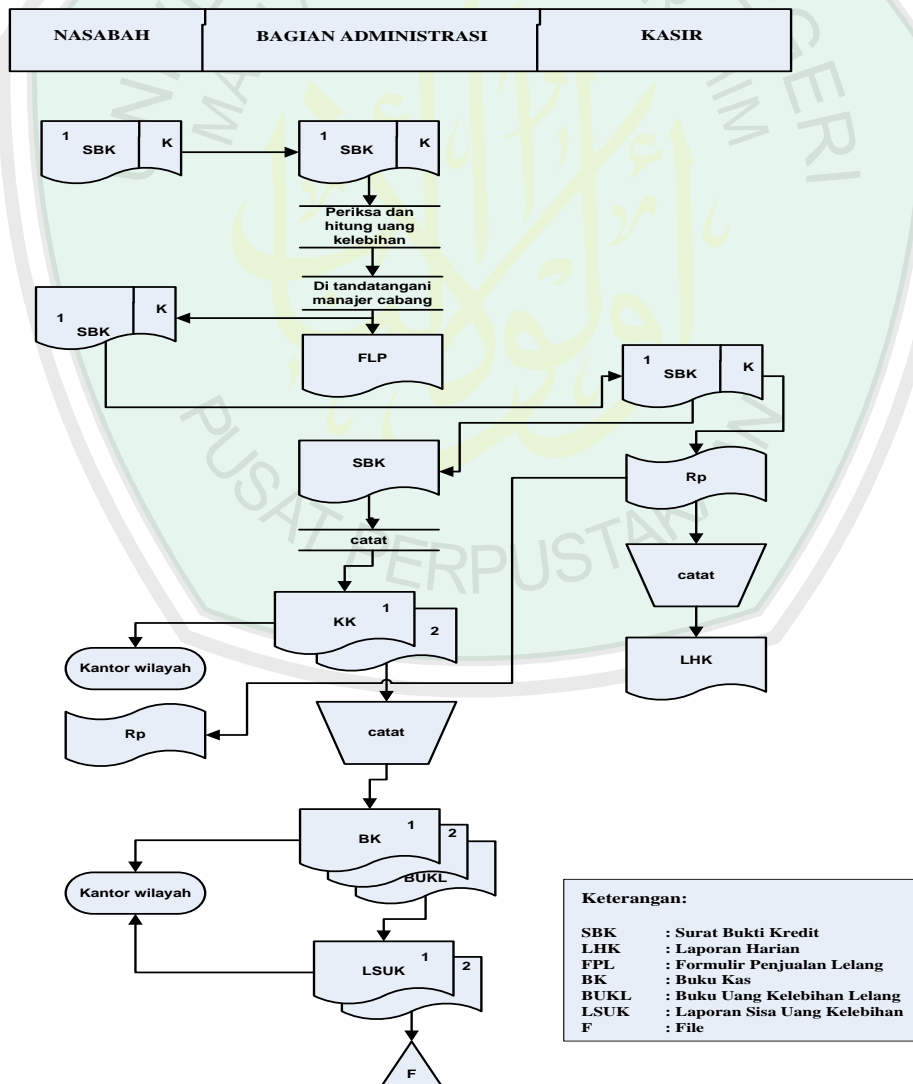 NASABAH BAGIAN ADMINISTRASI KASIR
1 SBK K
1 SBK K
Periksa dan
hitung uang
kelebihan
Di tandatangani
manajer cabang
1 SBK K
FLP
1 SBK K
SBK
Rp
catat
catat
KK 1
2
LHK
Kantor wilayah
Rp
catat
BK 1
2
BUKL
Kantor wilayah
LSUK 1
2
F
Keterangan:
SBK : Surat Bukti Kredit
LHK : Laporan Harian
FPL : Formulir Penjualan Lelang
BK : Buku Kas
BUKL : Buku Uang Kelebihan Lelang
LSUK : Laporan Sisa Uang Kelebihan
F : File
PUSAT PERPUSTAKAAN